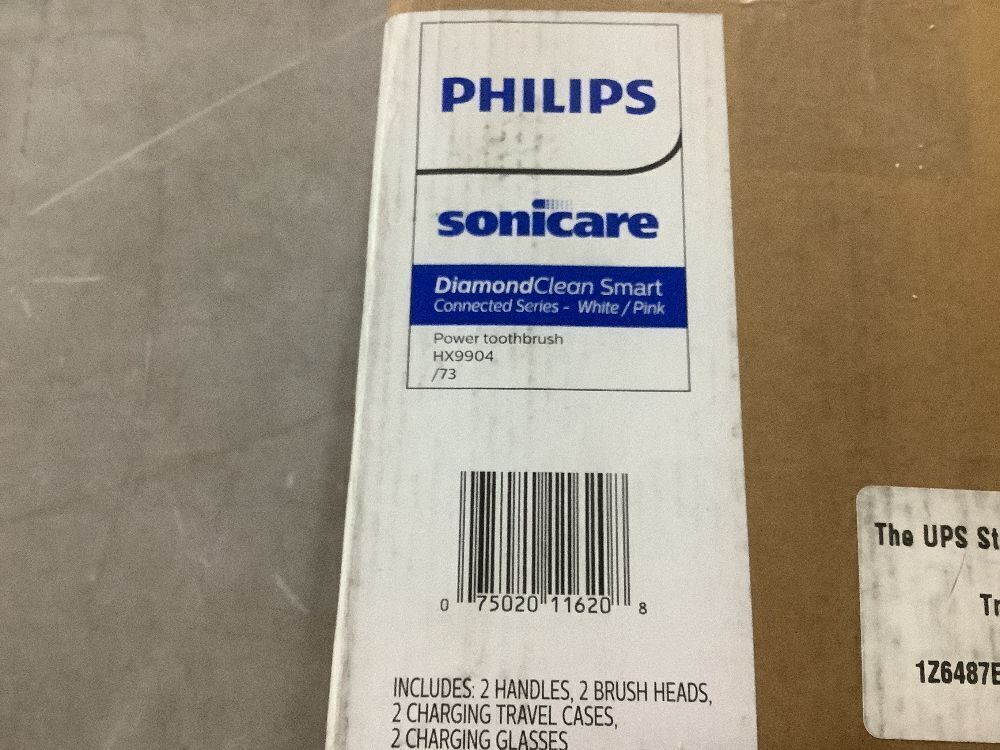 PHILIPS
sonicare
DiamondClean Smart
Connected Series - White / Pink
Power toothbrush
HX9904
/73
0 75020 11620 8
INCLUDES: 2 HANDLES, 2 BRUSH HEADS,
2 CHARGING TRAVEL CASES,
2 CHARGING GLASSES
The UPS St
Tr
1Z6487E